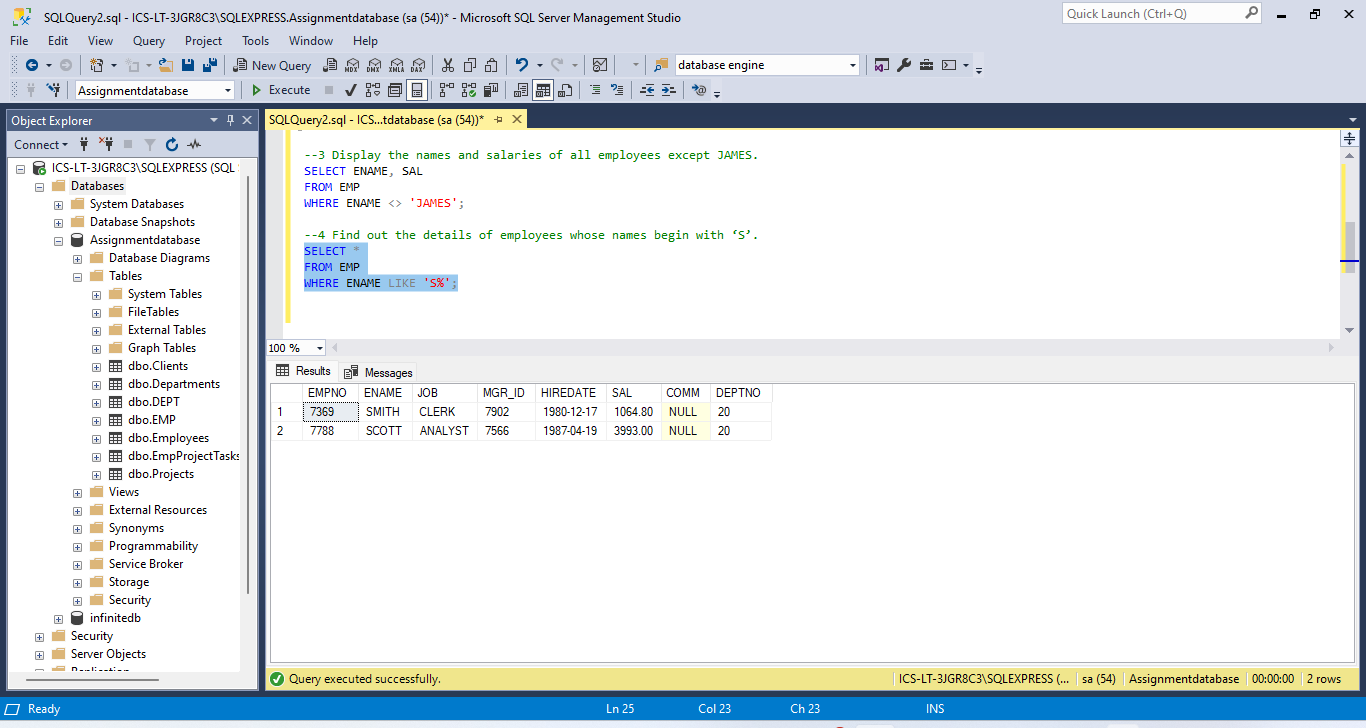 SQLQuery2.sql - ICS-LT-3JGR8C3\SQLEXPRESS.Assignmentdatabase (sa (54))* - Microsoft SQL Server Management Studio
Quick Launch (Ctrl+Q)
File Edit View Query Project Tools Window Help
New Query MDX DMX XMLA DAX database engine
Assignmentdatabase Execute
Object Explorer
Connect
ICS-LT-3JGR8C3\SQLEXPRESS (SQL
Databases
System Databases
Database Snapshots
Assignmentdatabase
Database Diagrams
Tables
System Tables
FileTables
External Tables
Graph Tables
dbo.Clients
dbo.Departments
dbo.DEPT
dbo.EMP
dbo.Employees
dbo.EmpProjectTasks
dbo.Projects
Views
External Resources
Synonyms
Programmability
Service Broker
Storage
Security
infinitedb
Security
Server Objects
Replication
SQLQuery2.sql - ICS...tdatabase (sa (54))*
--3 Display the names and salaries of all employees except JAMES.
SELECT ENAME, SAL
FROM EMP
WHERE ENAME <> 'JAMES';
--4 Find out the details of employees whose names begin with ‘S’.
SELECT *
FROM EMP
WHERE ENAME LIKE 'S%';
100 %
Results Messages
EMPNO ENAME JOB MGR_ID HIREDATE SAL COMM DEPTNO
1 7369 SMITH CLERK 7902 1980-12-17 1064.80 NULL 20
2 7788 SCOTT ANALYST 7566 1987-04-19 3993.00 NULL 20
Query executed successfully. ICS-LT-3JGR8C3\SQLEXPRESS (... sa (54) Assignmentdatabase 00:00:00 2 rows
Ready Ln 25 Col 23 Ch 23 INS